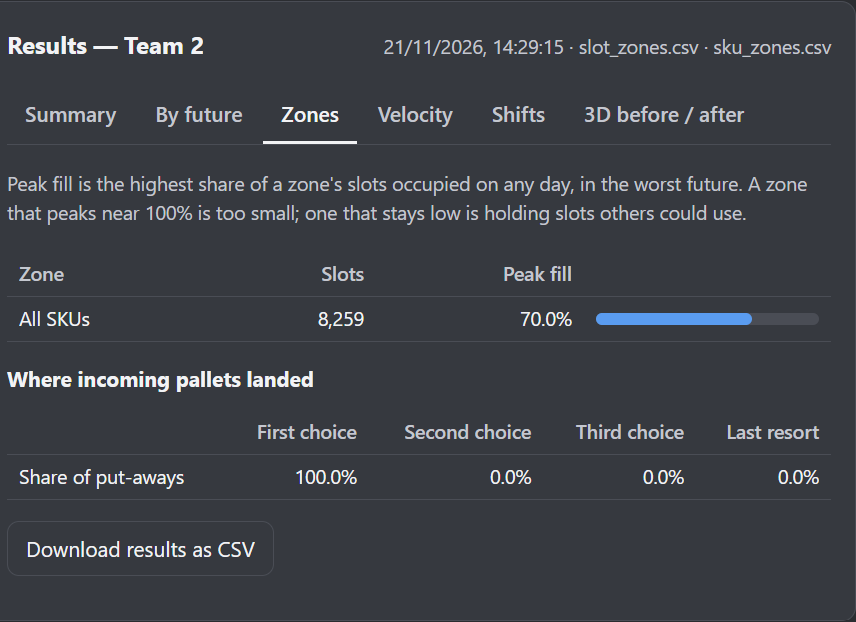 Results — Team 2
21/11/2026, 14:29:15 · slot_zones.csv · sku_zones.csv
Summary By future Zones Velocity Shifts 3D before / after
Peak fill is the highest share of a zone's slots occupied on any day, in the worst future. A zone
that peaks near 100% is too small; one that stays low is holding slots others could use.
Zone Slots Peak fill
All SKUs 8,259 70.0%
Where incoming pallets landed
First choice Second choice Third choice Last resort
Share of put-aways 100.0% 0.0% 0.0% 0.0%
Download results as CSV